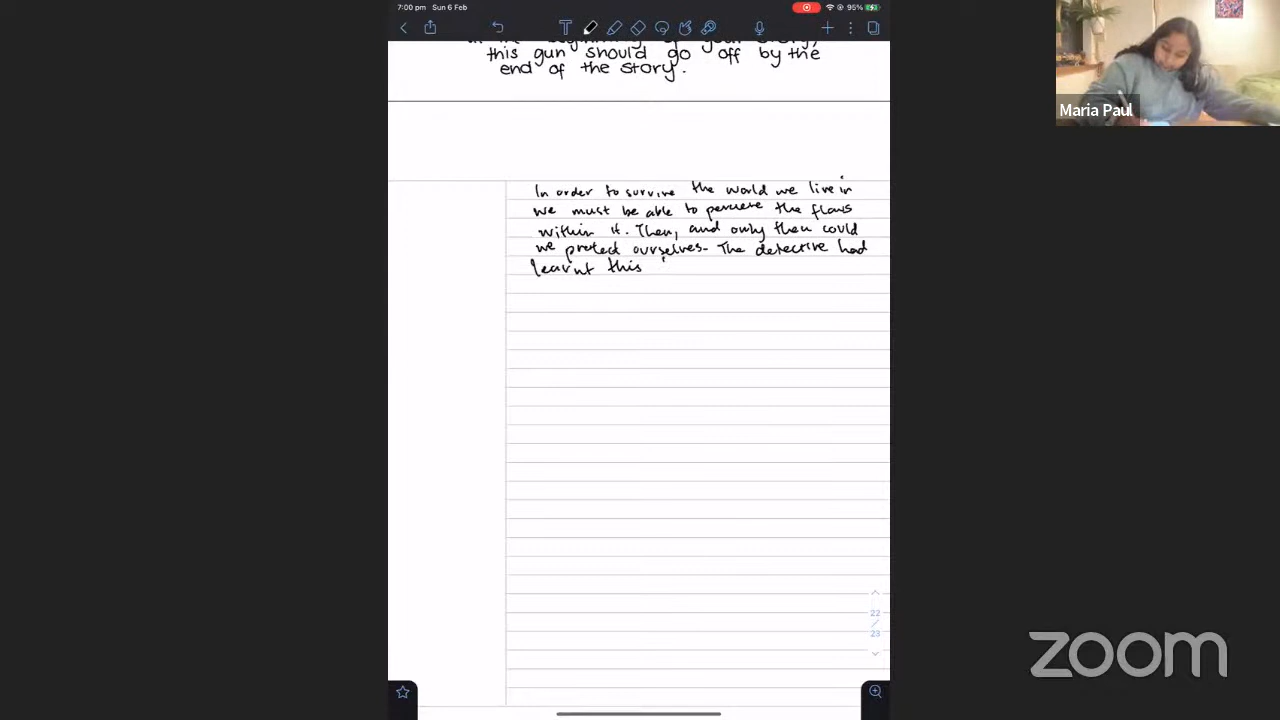 7:00 pm Sun 6 Feb
95%
this gun should go off by the
end of the story.
In order to survive the world we live in
we must be able to perceive the flaws
within it. Then, and only then could
we protect ourselves. The detective had
learnt this
22
/
23
Maria Paul
zoom